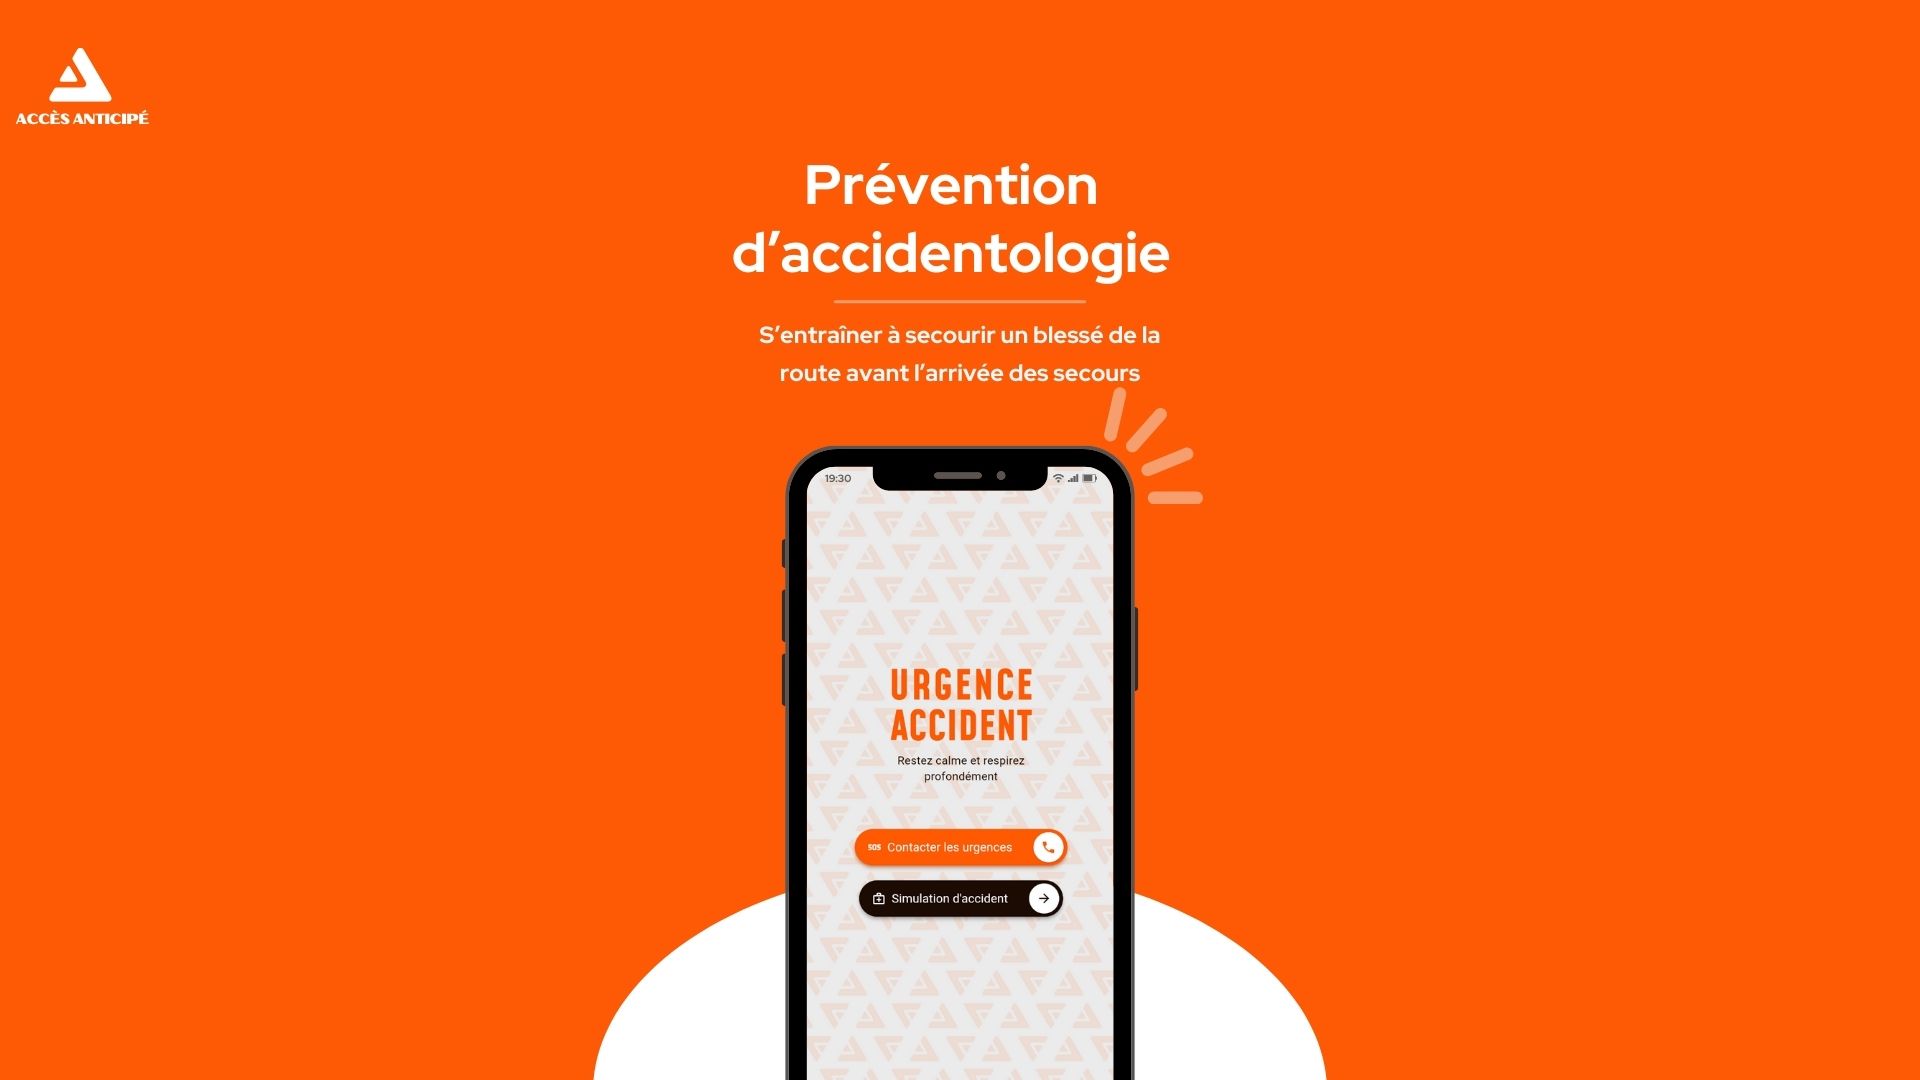 ACCÈS ANTICIPÉ
Prévention
d’accidentologie
S’entraîner à secourir un blessé de la
route avant l’arrivée des secours
19:30
URGENCE
ACCIDENT
Restez calme et respirez
profondément
SOS Contacter les urgences
Simulation d'accident